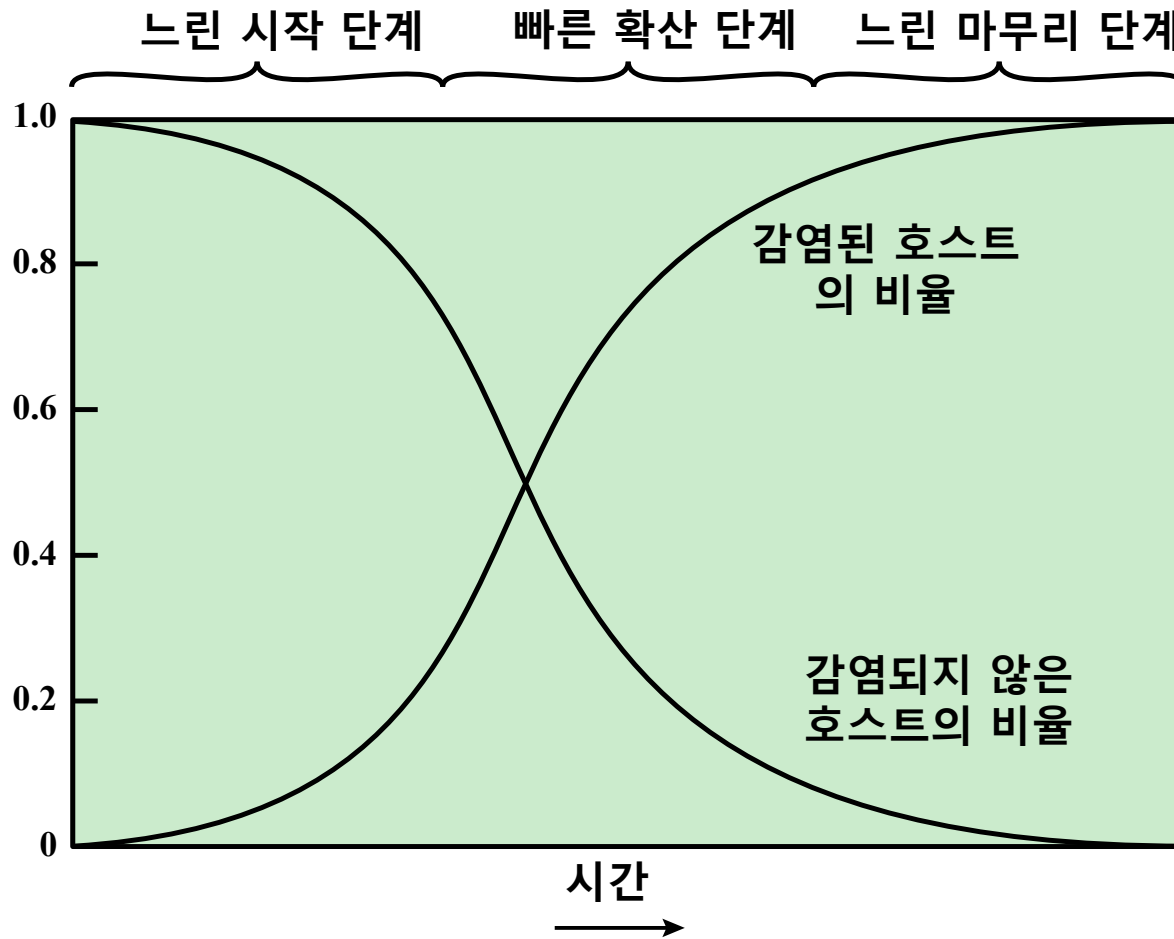 느린 시작 단계
빠른 확산 단계
느린 마무리 단계
1.0
0.8
0.6
0.4
0.2
0
감염된 호스트
의 비율
감염되지 않은
호스트의 비율
시간